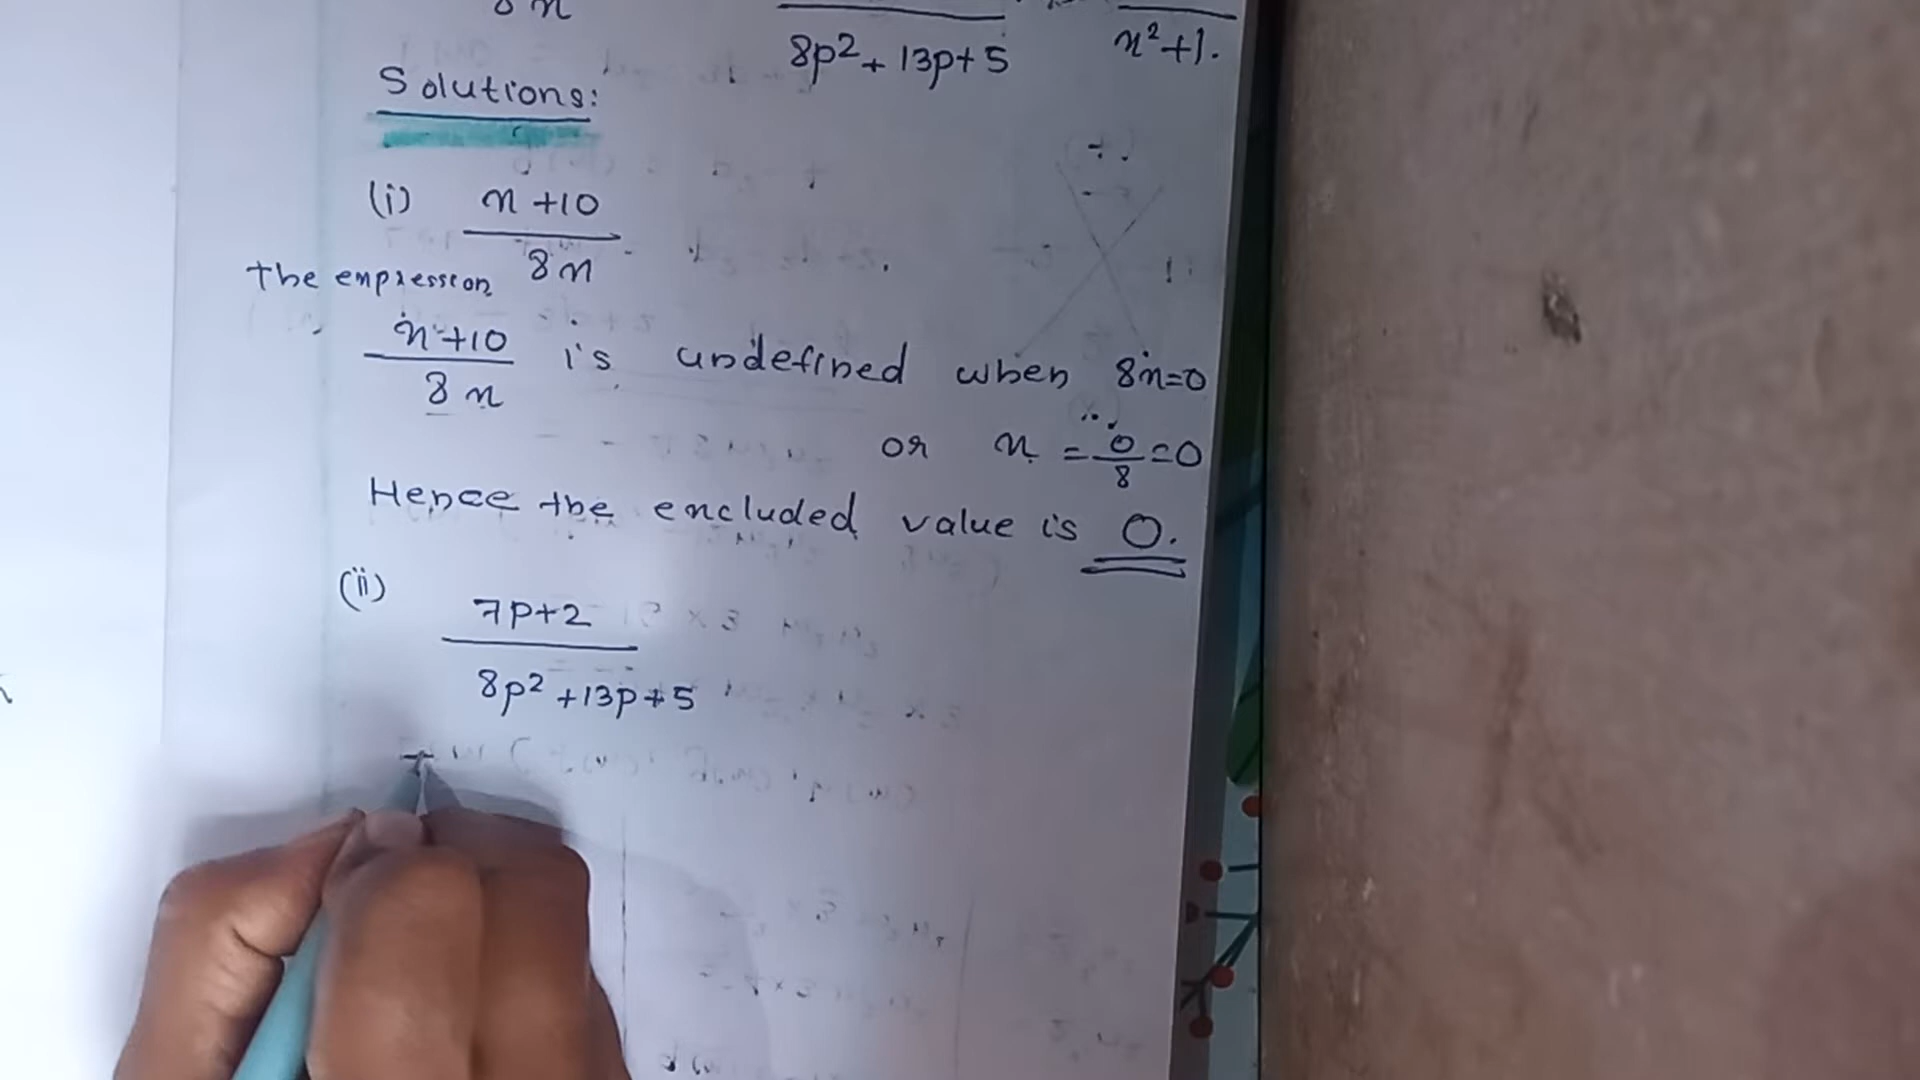 8x
8p²+13p+5
x²+1.
Solutions:
(i) x+10
8x
the expression
x+10
8x
is undefined when 8x=0
or x = 0/8 =0
Hence the excluded value is 0.
(ii)
7p+2
8p²+13p+5